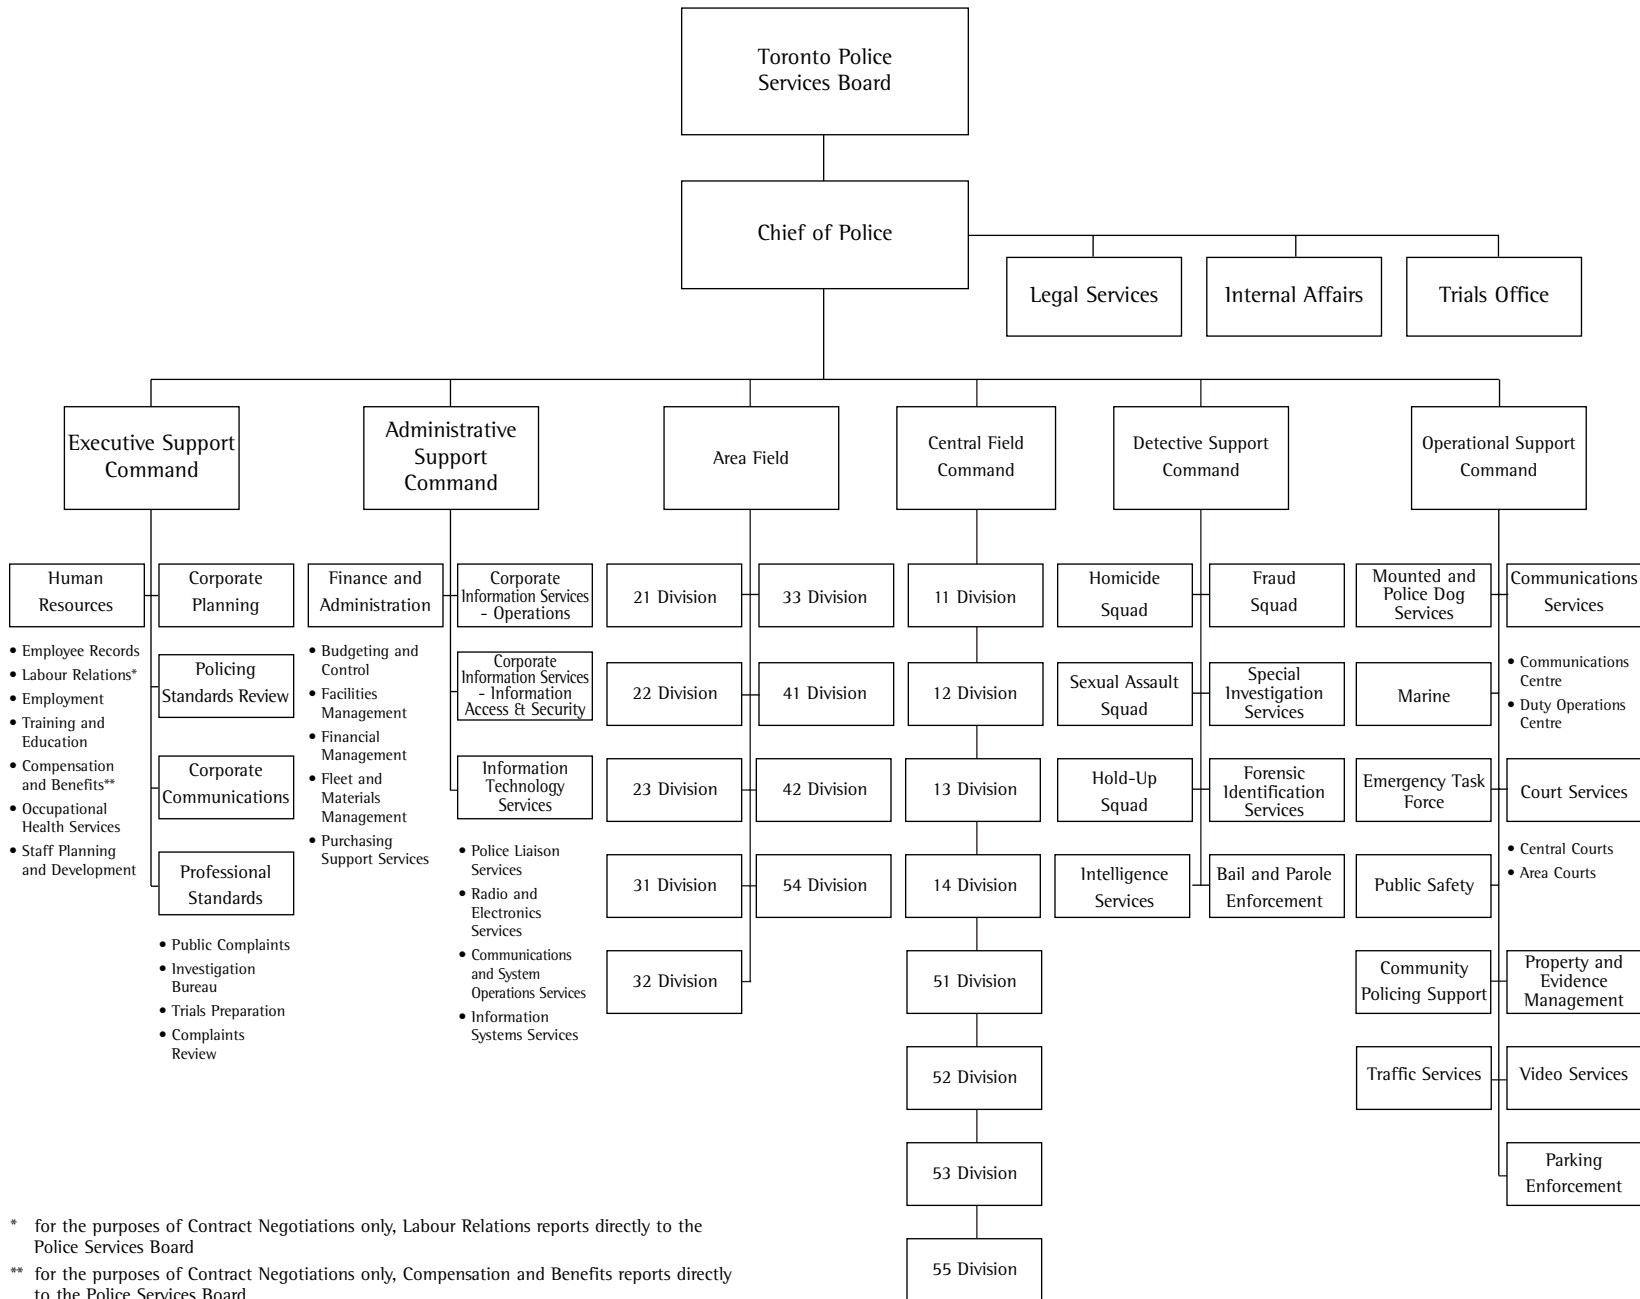 Toronto Police
Services Board
Chief of Police
Legal Services
Internal Affairs
Trials Office
Executive Support
Command
Administrative
Support
Command
Area Field
Central Field
Command
Detective Support
Command
Operational Support
Command
Human
Resources
• Employee Records
• Labour Relations*
• Employment
• Training and
Education
• Compensation
and Benefits**
• Occupational
Health Services
• Staff Planning
and Development
Corporate
Planning
Policing
Standards Review
Corporate
Communications
Professional
Standards
• Public Complaints
• Investigation
Bureau
• Trials Preparation
• Complaints
Review
Finance and
Administration
• Budgeting and
Control
• Facilities
Management
• Financial
Management
• Fleet and
Materials
Management
• Purchasing
Support Services
Corporate
Information Services
- Operations
Corporate
Information Services
- Information
Access & Security
Information
Technology
Services
• Police Liaison
Services
• Radio and
Electronics
Services
• Communications
and System
Operations Services
• Information
Systems Services
21 Division
33 Division
22 Division
41 Division
23 Division
42 Division
31 Division
54 Division
32 Division
11 Division
12 Division
13 Division
14 Division
51 Division
52 Division
53 Division
55 Division
Homicide
Squad
Fraud
Squad
Sexual Assault
Squad
Special
Investigation
Services
Hold-Up
Squad
Forensic
Identification
Services
Intelligence
Services
Bail and Parole
Enforcement
Mounted and
Police Dog
Services
Communications
Services
• Communications
Centre
• Duty Operations
Centre
Marine
Emergency Task
Force
Court Services
• Central Courts
• Area Courts
Public Safety
Community
Policing Support
Property and
Evidence
Management
Traffic Services
Video Services
Parking
Enforcement
* for the purposes of Contract Negotiations only, Labour Relations reports directly to the
Police Services Board
** for the purposes of Contract Negotiations only, Compensation and Benefits reports directly
to the Police Services Board